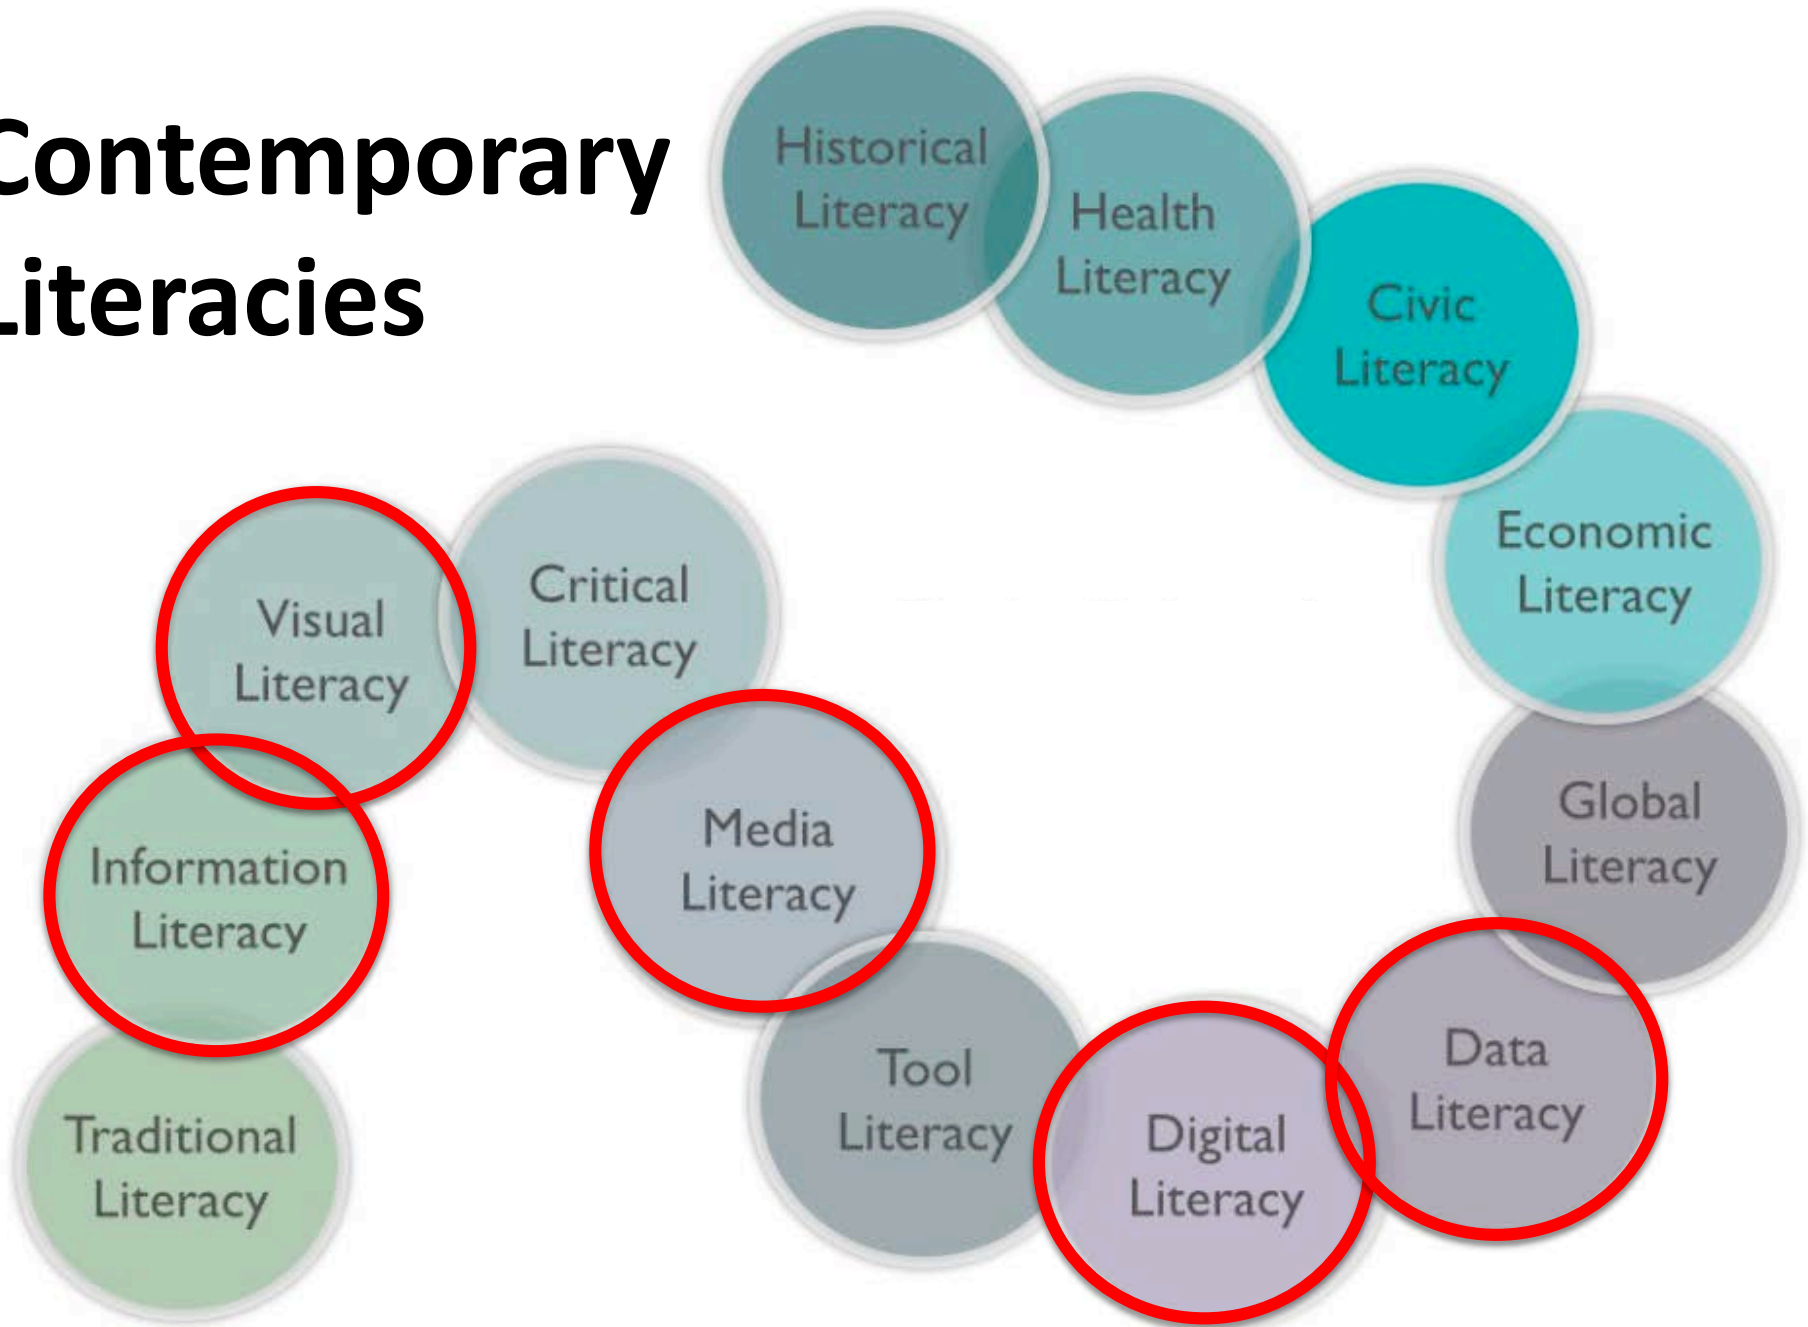 Contemporary
Literacies
Historical
Literacy
Health
Literacy
Civic
Literacy
Economic
Literacy
Global
Literacy
Data
Literacy
Digital
Literacy
Tool
Literacy
Media
Literacy
Critical
Literacy
Visual
Literacy
Information
Literacy
Traditional
Literacy